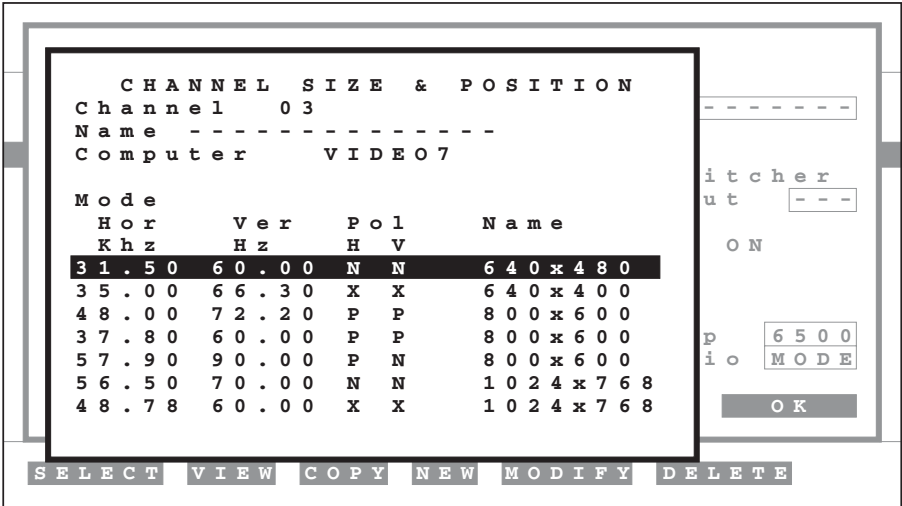 CHANNEL SIZE & POSITION
Channel 03
Name - - - - - - - - - - - - - -
Computer VIDEO7
Mode
Hor Ver Pol Name
Khz Hz H V
31.50 60.00 N N 640x480
35.00 66.30 X X 640x400
48.00 72.20 P P 800x600
37.80 60.00 P P 800x600
57.90 90.00 P N 800x600
56.50 70.00 N N 1024x768
48.78 60.00 X X 1024x768
- - - - - - -
itcher
ut - - -
ON
p 6500
io MODE
OK
SELECT VIEW COPY NEW MODIFY DELETE